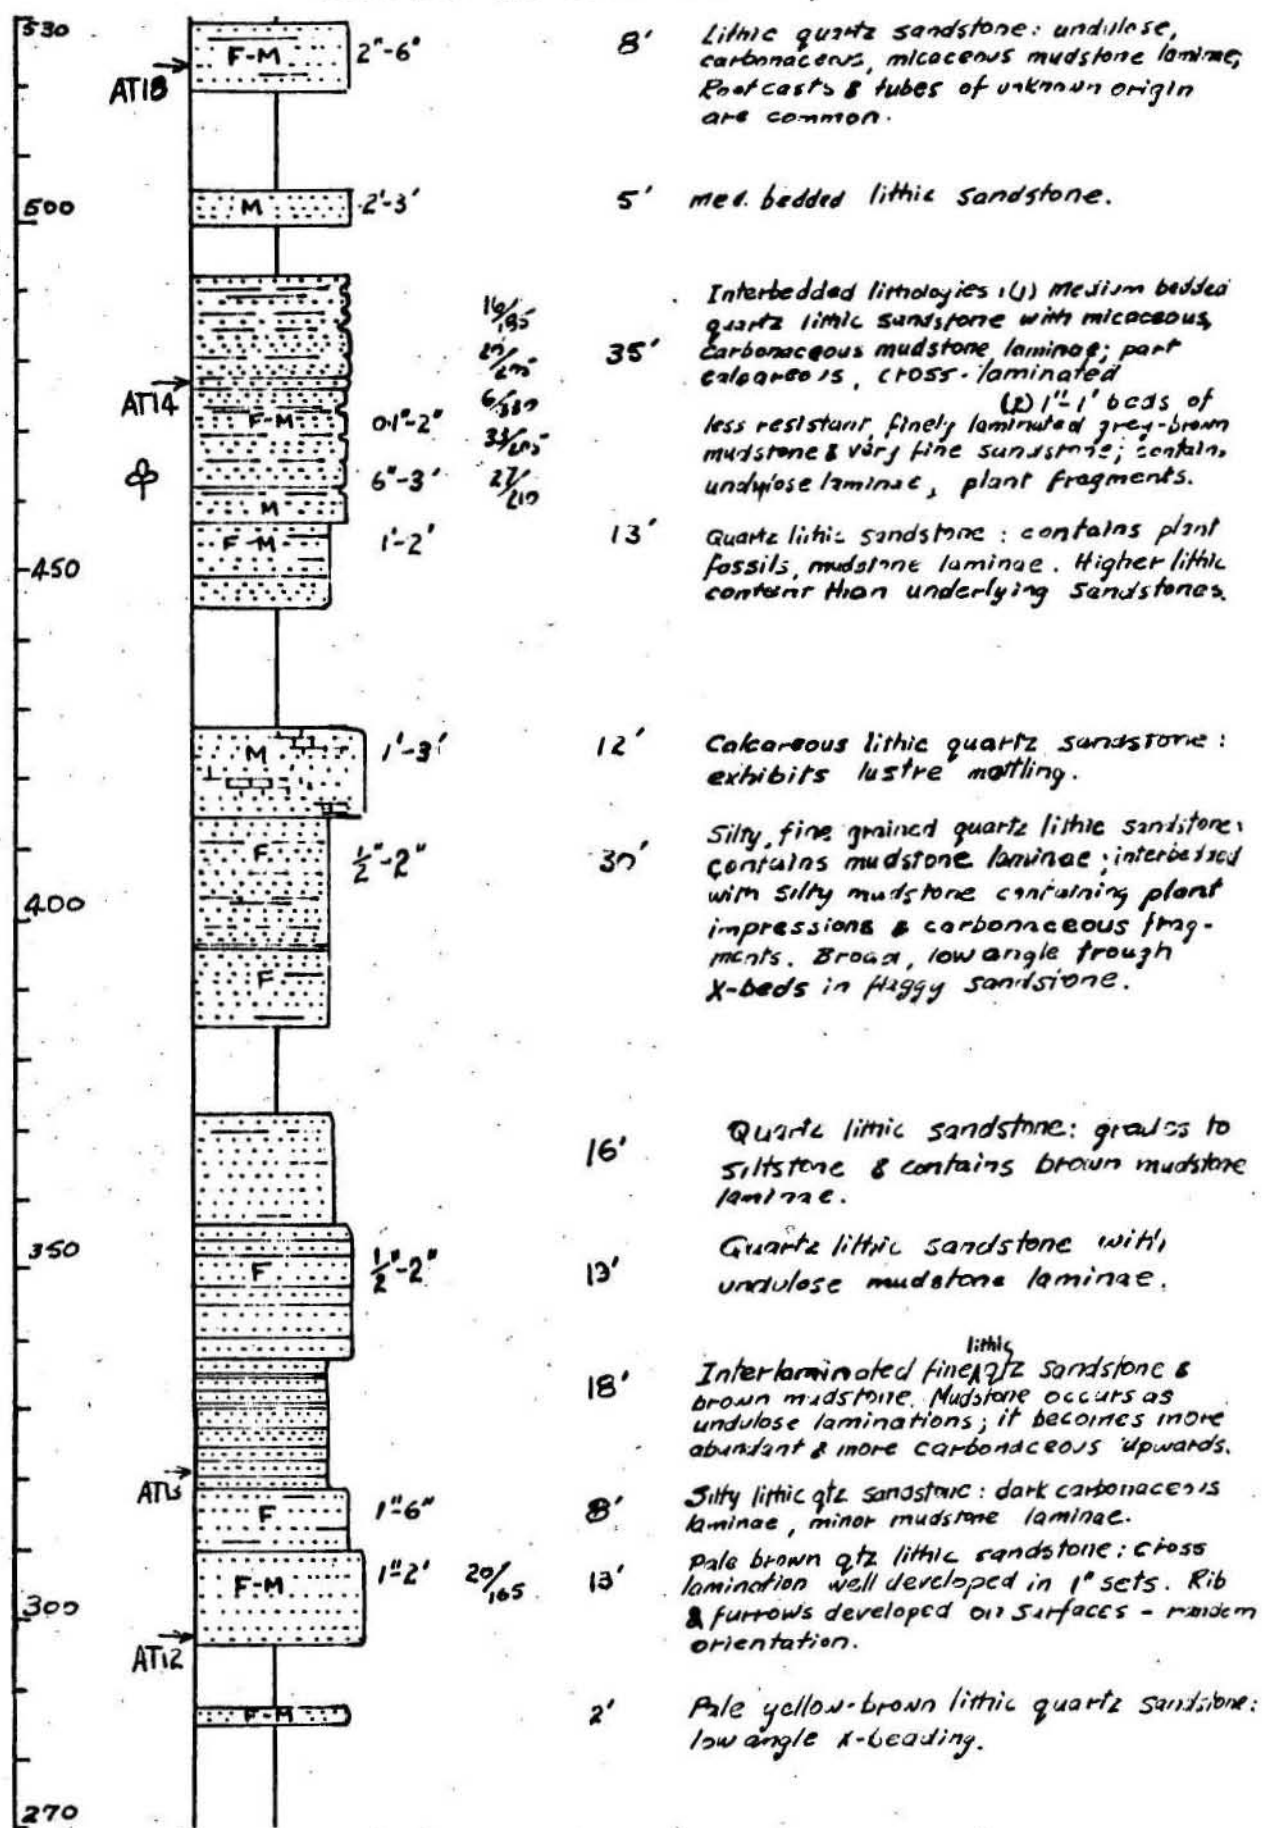 530
F-M
2"-6"
8'
Lithic quartz sandstone: undulose,
carbonaceous, micaceous mudstone laminae;
Root casts & tubes of unknown origin
are common.
AT18
500
M
2'-3'
5'
med. bedded lithic sandstone.
35'
Interbedded lithologies: (1) Medium bedded
quartz lithic sandstone with micaceous,
carbonaceous mudstone laminae; part
calcareous, cross-laminated
(2) 1"-1' beds of
less resistant, finely laminated grey-brown
mudstone & very fine sandstone; contain,
undulose laminae, plant fragments.
AT14
F-M
0.1"-2"
6"-3'
27/210
M
F-M
1'-2'
13'
Quartz lithic sandstone: contains plant
fossils, mudstone laminae. Higher lithic
content than underlying sandstones.
450
M
1'-3'
12'
Calcareous lithic quartz sandstone:
exhibits lustre mottling.
F
1/2"-2"
30'
Silty, fine grained quartz lithic sandstone:
contains mudstone laminae; interbedded
with silty mudstone containing plant
impressions & carbonaceous frag-
ments. Broad, low angle trough
X-beds in flaggy sandstone.
400
F
16'
Quartz lithic sandstone: grades to
siltstone & contains brown mudstone
laminae.
350
F
1/2"-2"
13'
Quartz lithic sandstone with
undulose mudstone laminae.
18'
Interlaminated fine lithic qtz sandstone &
brown mudstone. Mudstone occurs as
undulose laminations; it becomes more
abundant & more carbonaceous upwards.
AT13
F
1"-6"
8'
Silty lithic qtz sandstone: dark carbonaceous
laminae, minor mudstone laminae.
F-M
1"-2'
20/165
13'
Pale brown qtz lithic sandstone: cross
lamination well developed in 1" sets. Rib
& furrows developed on surfaces - random
orientation.
300
AT12
F-M
2'
Pale yellow-brown lithic quartz sandstone:
low angle x-bedding.
270